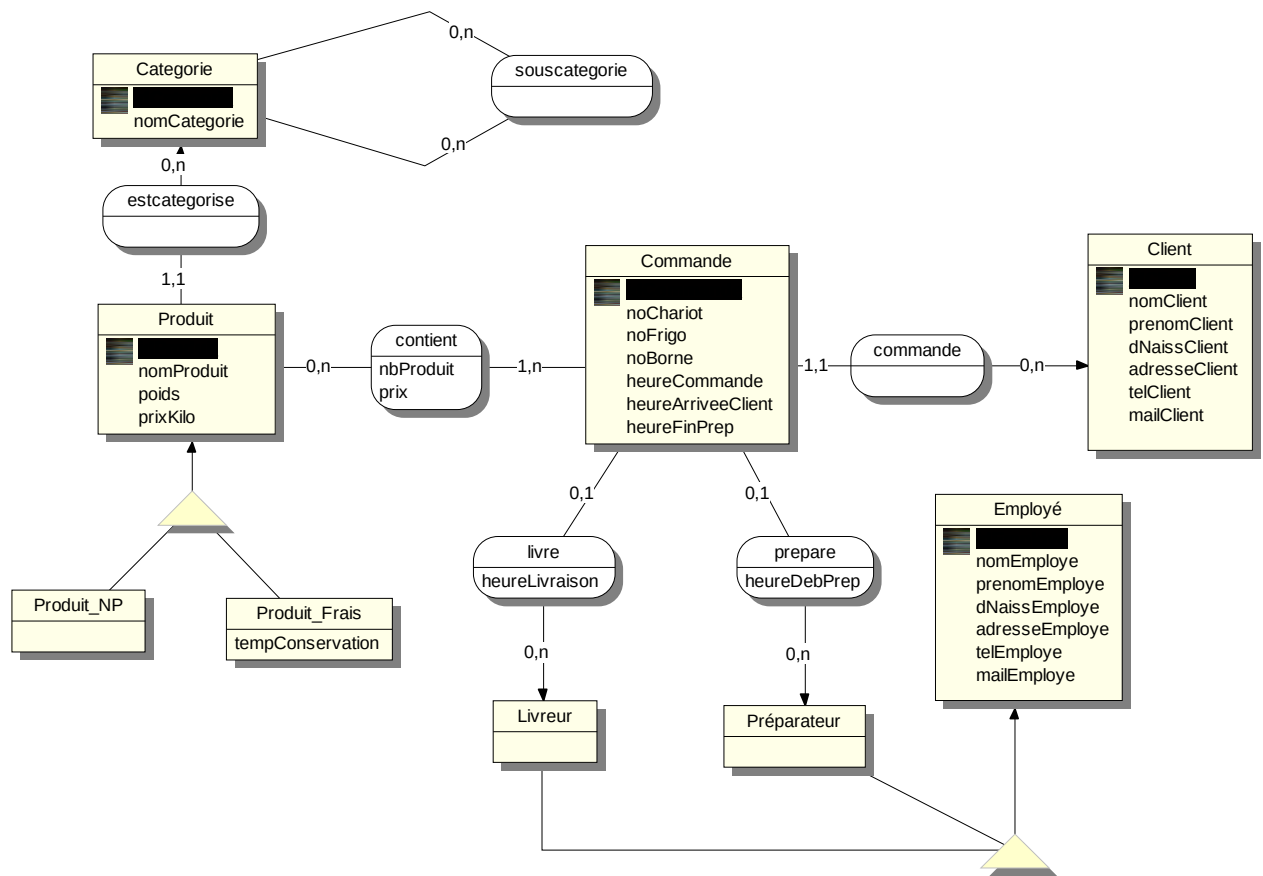 0,n
souscategorie
0,n
Categorie
nomCategorie
0,n
estcategorise
1,1
Produit
nomProduit
poids
prixKilo
0,n
contient
nbProduit
prix
1,n
Commande
noChariot
noFrigo
noBorne
heureCommande
heureArriveeClient
heureFinPrep
1,1
commande
0,n
Client
nomClient
prenomClient
dNaissClient
adresseClient
telClient
mailClient
Produit_NP
Produit_Frais
tempConservation
0,1
livre
heureLivraison
0,n
Livreur
0,1
prepare
heureDebPrep
0,n
Préparateur
Employé
nomEmploye
prenomEmploye
dNaissEmploye
adresseEmploye
telEmploye
mailEmploye